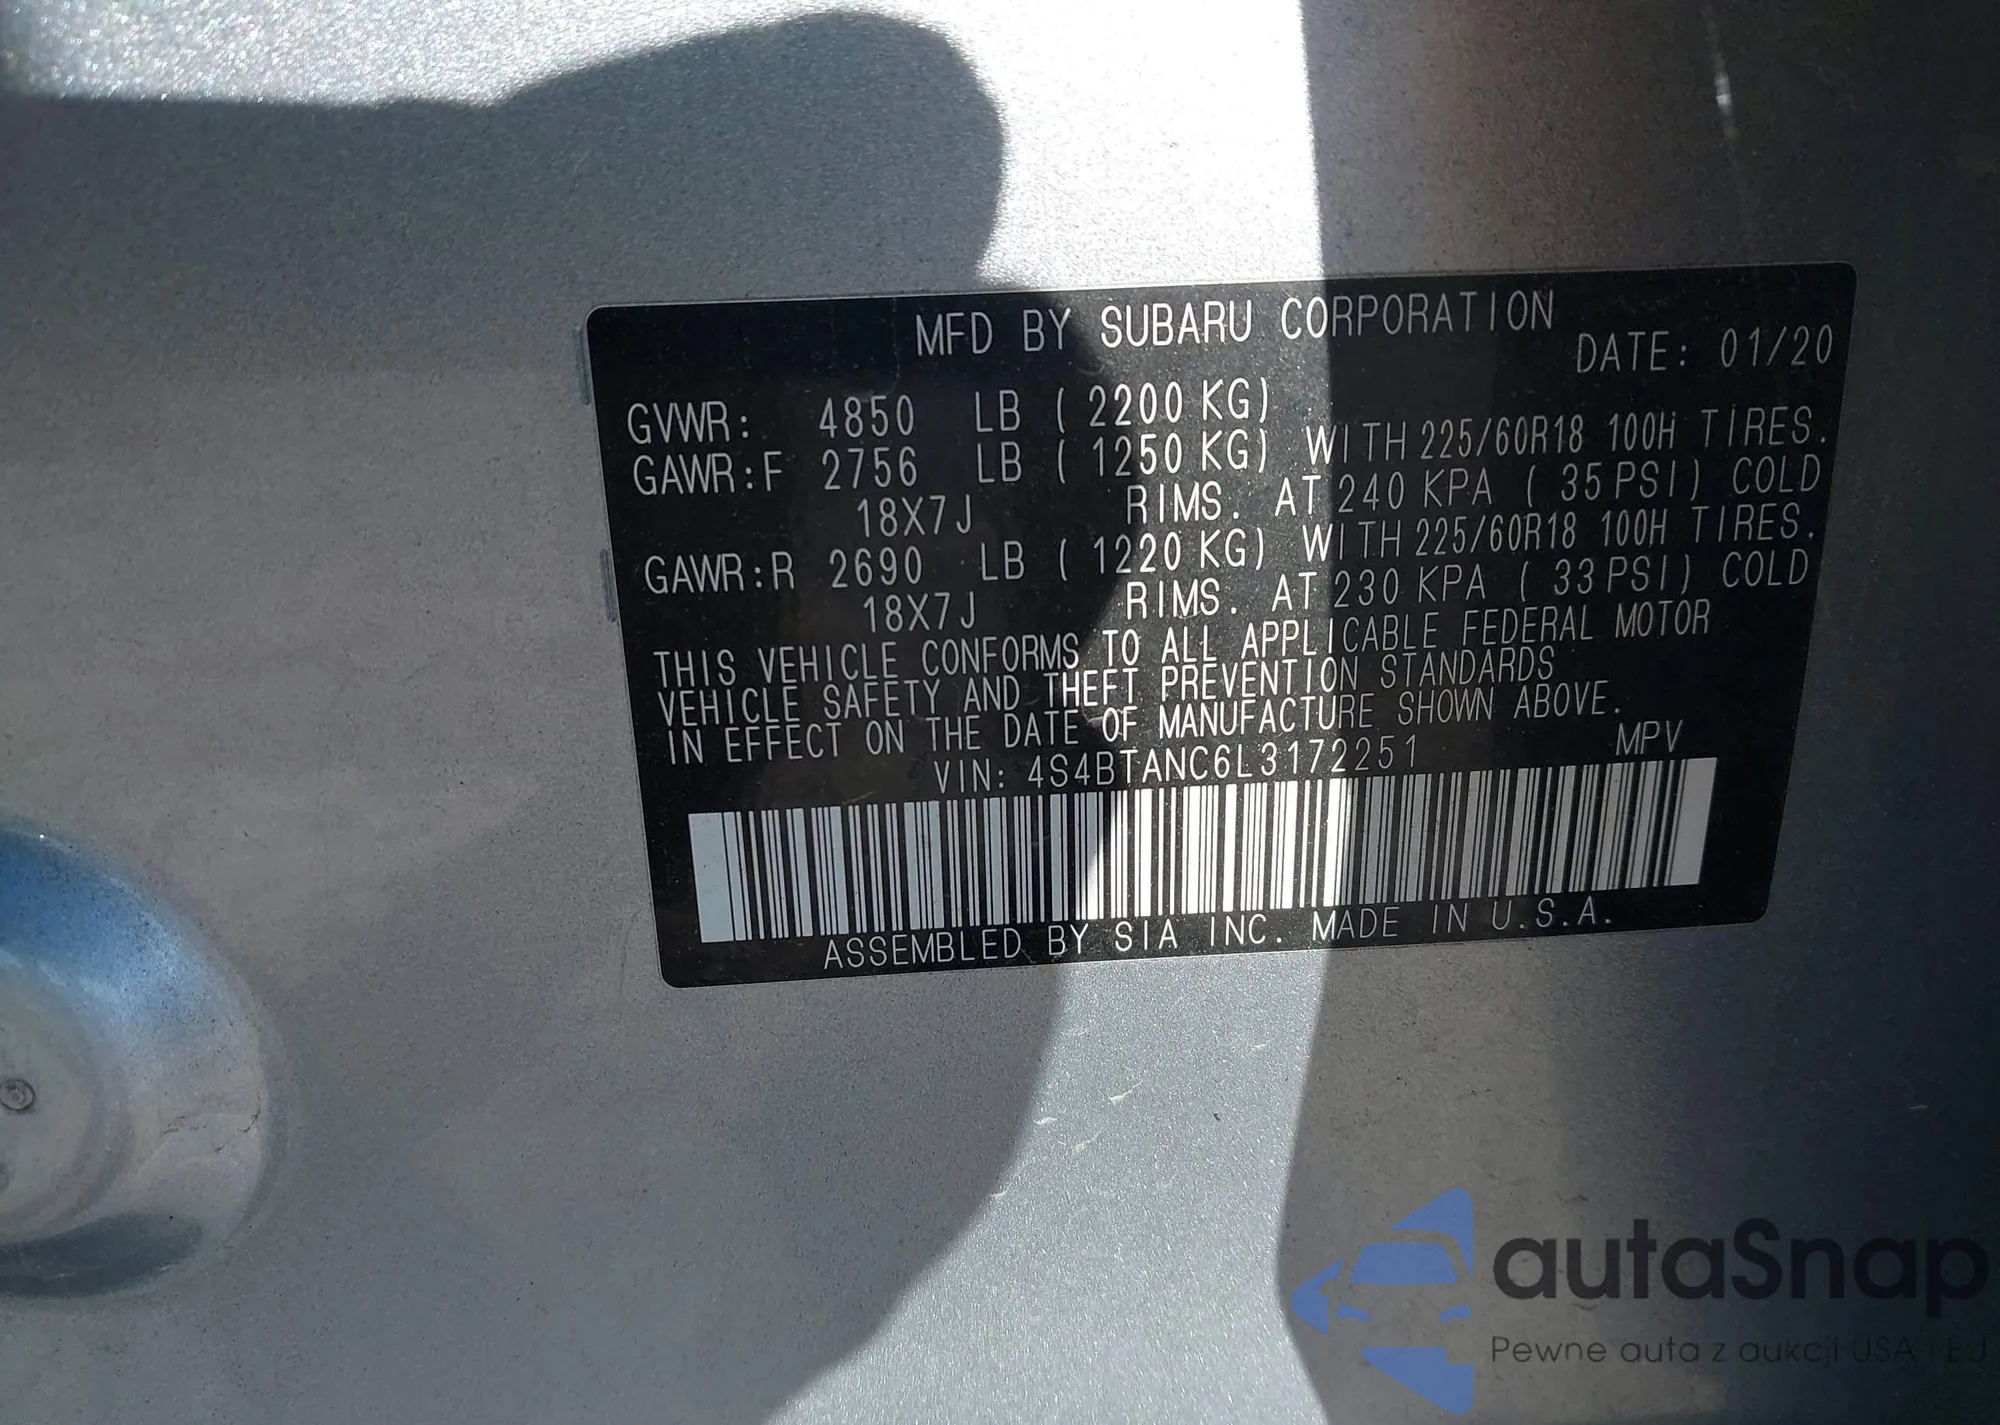 MFD BY SUBARU CORPORATION
DATE: 01/20
GVWR: 4850 LB ( 2200 KG)
GAWR:F 2756 LB ( 1250 KG) WITH 225/60R18 100H TIRES.
18X7J RIMS. AT 240 KPA ( 35 PSI) COLD
GAWR:R 2690 LB ( 1220 KG) WITH 225/60R18 100H TIRES.
18X7J RIMS. AT 230 KPA ( 33 PSI) COLD
THIS VEHICLE CONFORMS TO ALL APPLICABLE FEDERAL MOTOR
VEHICLE SAFETY AND THEFT PREVENTION STANDARDS
IN EFFECT ON THE DATE OF MANUFACTURE SHOWN ABOVE.
VIN: 4S4BTANC6L3172251 MPV
ASSEMBLED BY SIA INC. MADE IN U.S.A.
autaSnap
Pewne auta z aukcji USA i EU